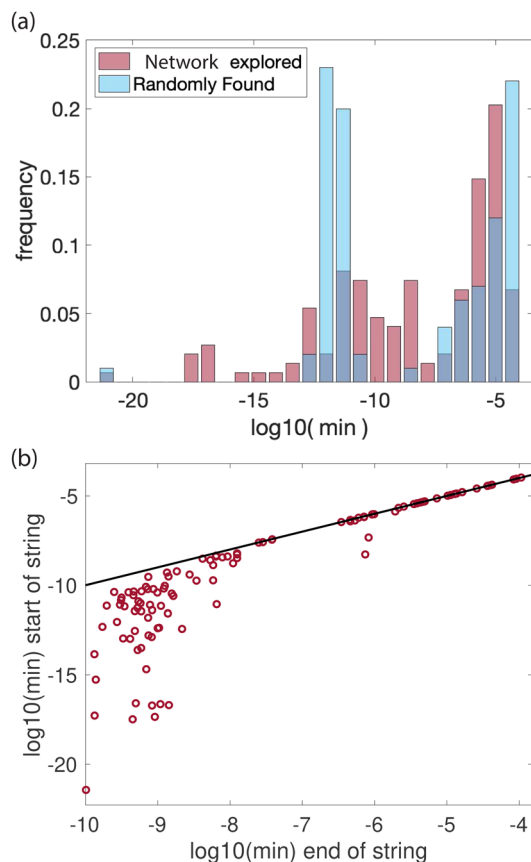 (a)
0.25
0.2
0.15
0.1
0.05
0
frequency
Network explored
Randomly Found
-20
-15
-10
-5
log10( min )
(b)
-5
-10
-15
-20
log10(min) start of string
-10
-9
-8
-7
-6
-5
-4
log10(min) end of string